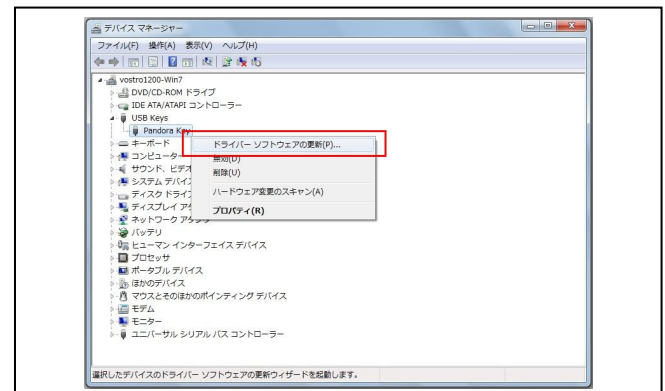 デバイス マネージャー
ファイル(F) 操作(A) 表示(V) ヘルプ(H)
vostro1200-Win7
DVD/CD-ROM ドライブ
IDE ATA/ATAPI コントローラー
USB Keys
Pandora Key
ドライバー ソフトウェアの更新(P)...
キーボード
無効(D)
コンピューター
削除(U)
サウンド、ビデオ
システム デバイス
ハードウェア変更のスキャン(A)
ディスク ドライブ
ディスプレイ アダ
プロパティ(R)
ネットワーク アダプター
バッテリ
ヒューマン インターフェイス デバイス
プロセッサ
ポータブル デバイス
ほかのデバイス
マウスとそのほかのポインティング デバイス
モデム
モニター
ユニバーサル シリアル バス コントローラー
選択したデバイスのドライバー ソフトウェアの更新ウィザードを起動します。